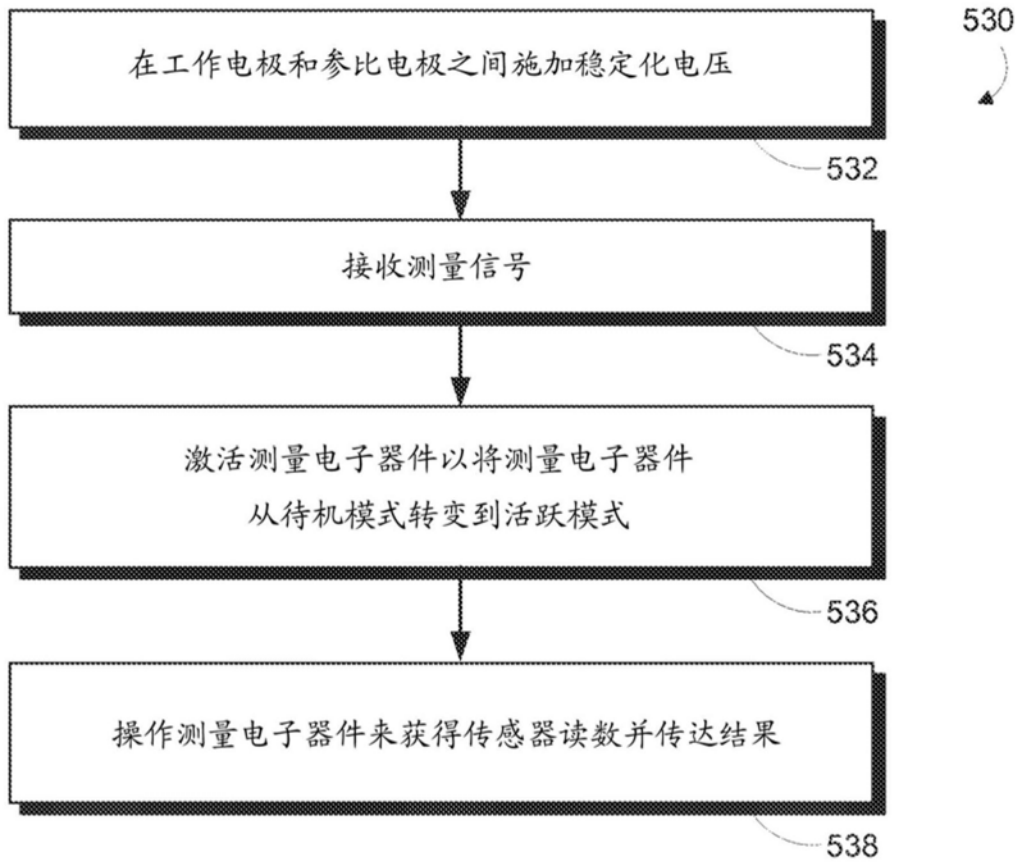 530
在工作电极和参比电极之间施加稳定化电压
532
接收测量信号
534
激活测量电子器件以将测量电子器件
从待机模式转变到活跃模式
536
操作测量电子器件来获得传感器读数并传达结果
538